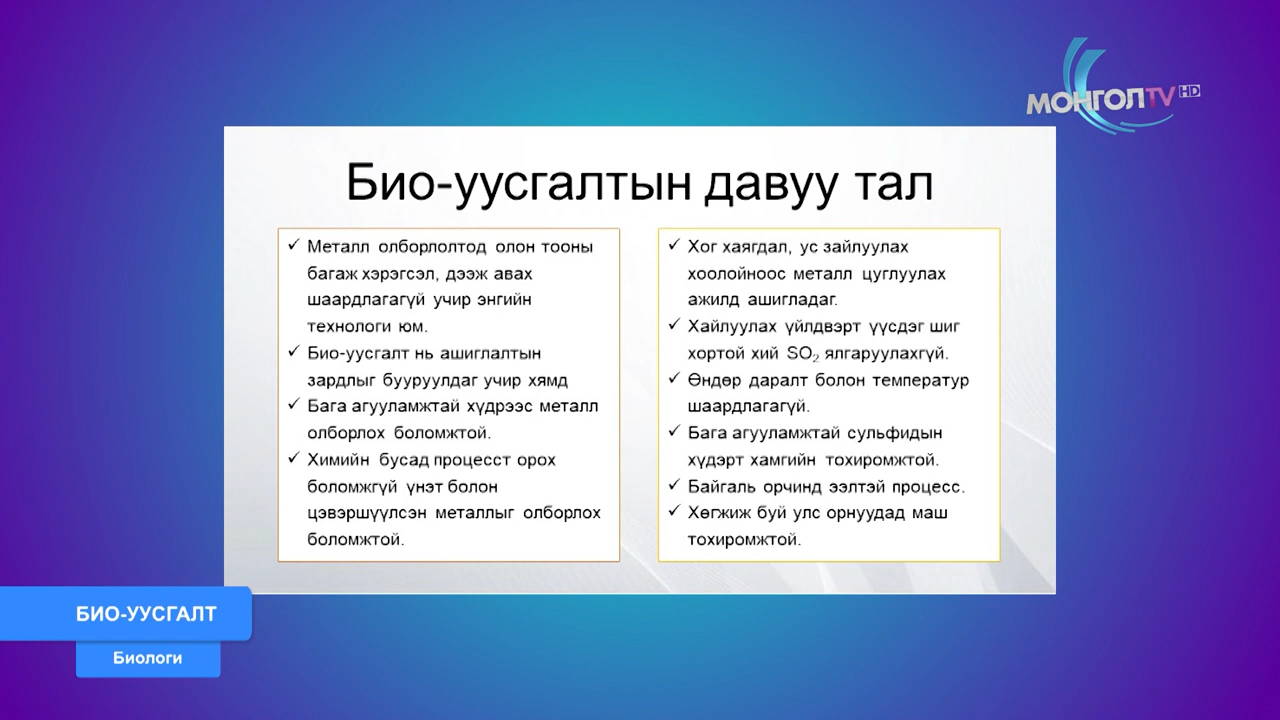 МОНГОЛTV HD
Био-уусгалтын давуу тал
✓ Металл олборлолтод олон тооны
багаж хэрэгсэл, дээж авах
шаардлагагүй учир энгийн
технологи юм.
✓ Био-уусгалт нь ашиглалтын
зардлыг бууруулдаг учир хямд
✓ Бага агууламжтай хүдрээс металл
олборлох боломжтой.
✓ Химийн бусад процесст орох
боломжгүй үнэт болон
цэвэршүүлсэн металлыг олборлох
боломжтой.
✓ Хог хаягдал, ус зайлуулах
хоолойноос металл цуглуулах
ажилд ашигладаг.
✓ Хайлуулах үйлдвэрт үүсдэг шиг
хортой хий SO₂ ялгаруулахгүй.
✓ Өндөр даралт болон температур
шаардлагагүй.
✓ Бага агууламжтай сульфидын
хүдэрт хамгийн тохиромжтой.
✓ Байгаль орчинд ээлтэй процесс.
✓ Хөгжиж буй улс орнуудад маш
тохиромжтой.
БИО-УУСГАЛТ
Биологи